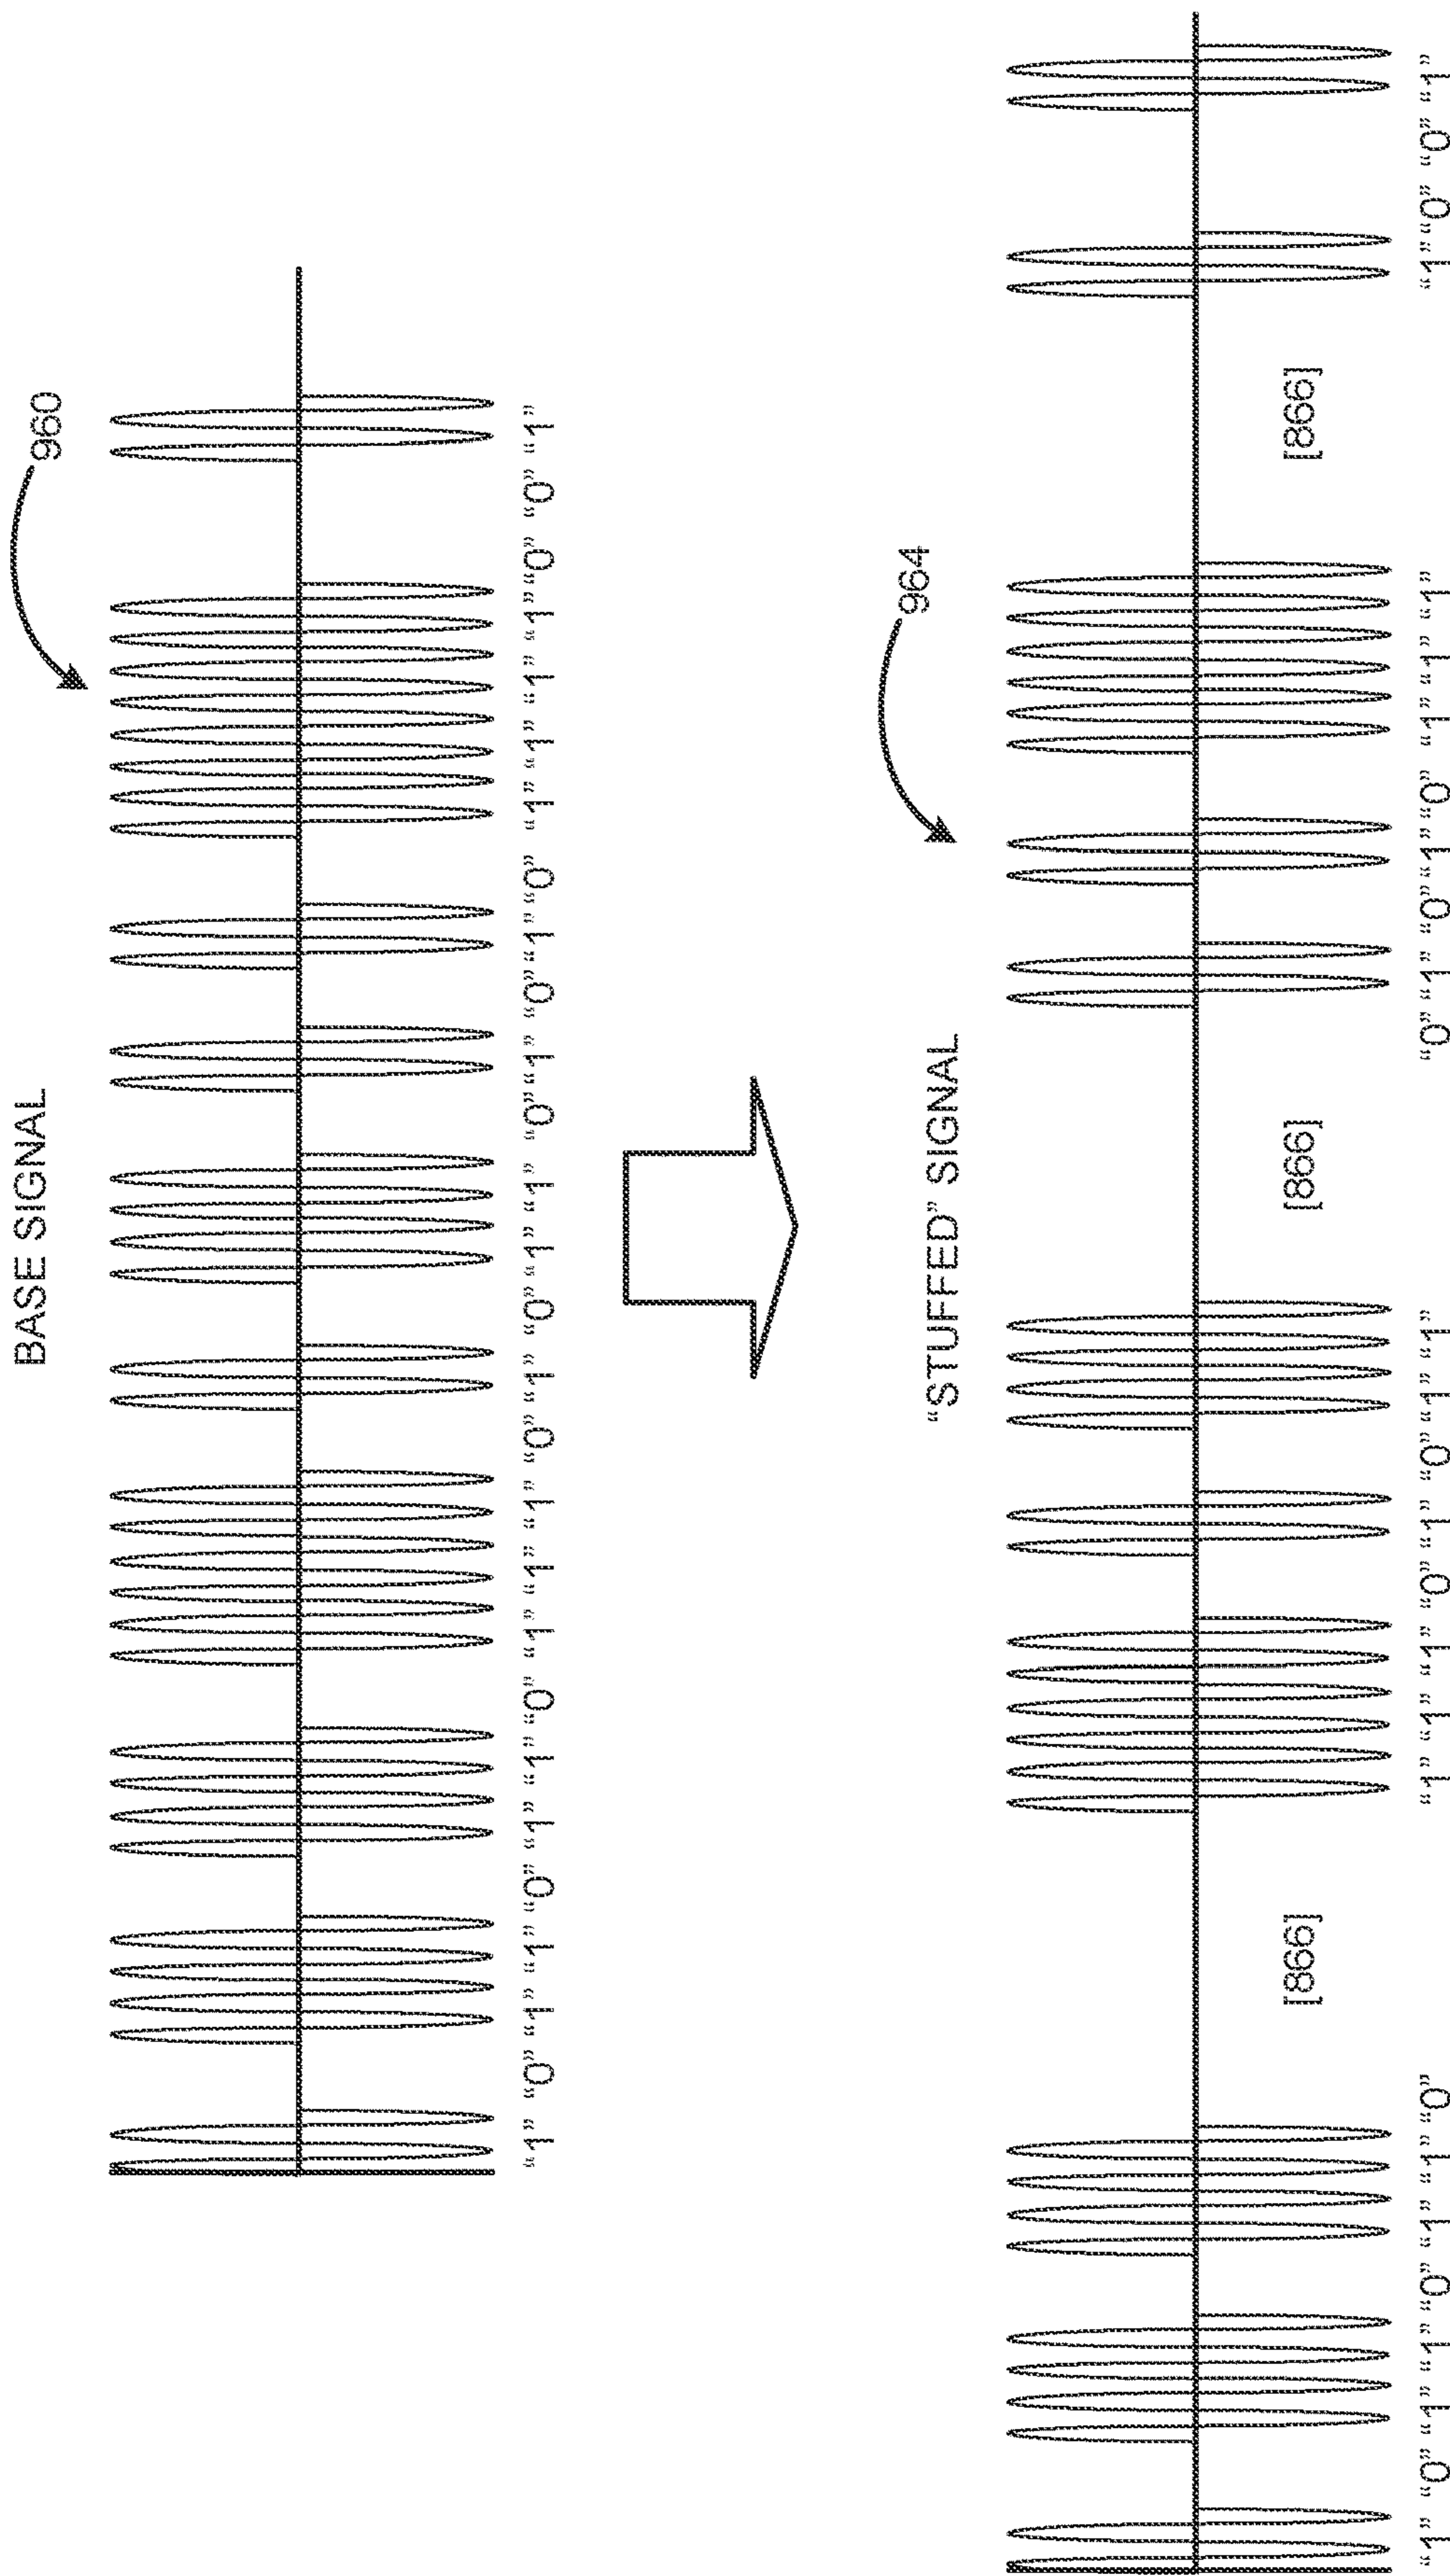 BASE SIGNAL
960
“1” “0” “1” “1” “0” “1” “1” “0” “1” “1” “1” “0” “1” “0” “1” “1” “0” “1” “0” “1” “0” “1” “1” “1” “1” “0” “0” “1”
“STUFFED” SIGNAL
964
[866] [866] [866]
“1” “0” “1” “1” “0” “1” “1” “0” “1” “1” “1” “0” “1” “0” “1” “1” “0” “1” “0” “1” “0” “1” “1” “1” “1” “0” “0” “1”